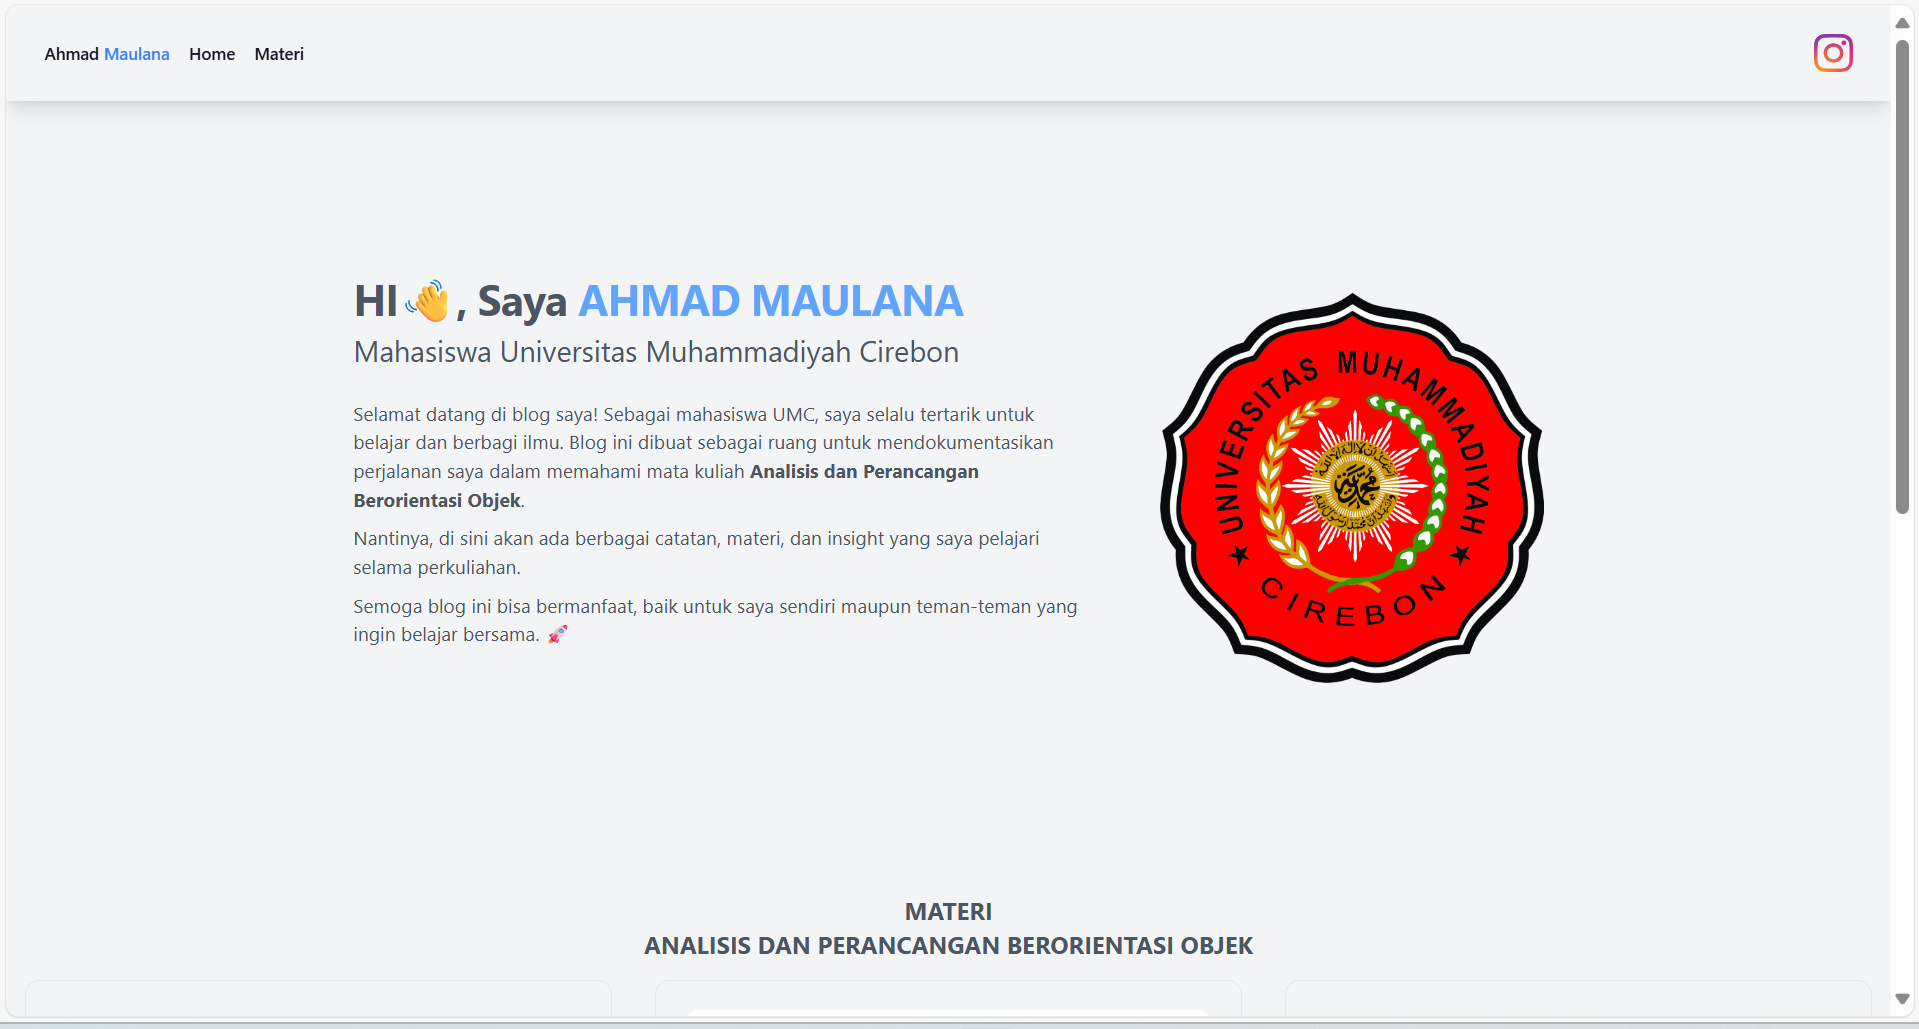 Ahmad Maulana Home Materi
HI👋, Saya AHMAD MAULANA
Mahasiswa Universitas Muhammadiyah Cirebon
Selamat datang di blog saya! Sebagai mahasiswa UMC, saya selalu tertarik untuk
belajar dan berbagi ilmu. Blog ini dibuat sebagai ruang untuk mendokumentasikan
perjalanan saya dalam memahami mata kuliah Analisis dan Perancangan
Berorientasi Objek.
Nantinya, di sini akan ada berbagai catatan, materi, dan insight yang saya pelajari
selama perkuliahan.
Semoga blog ini bisa bermanfaat, baik untuk saya sendiri maupun teman-teman yang
ingin belajar bersama. 🚀
UNIVERSITAS MUHAMMADIYAH
CIREBON
MATERI
ANALISIS DAN PERANCANGAN BERORIENTASI OBJEK